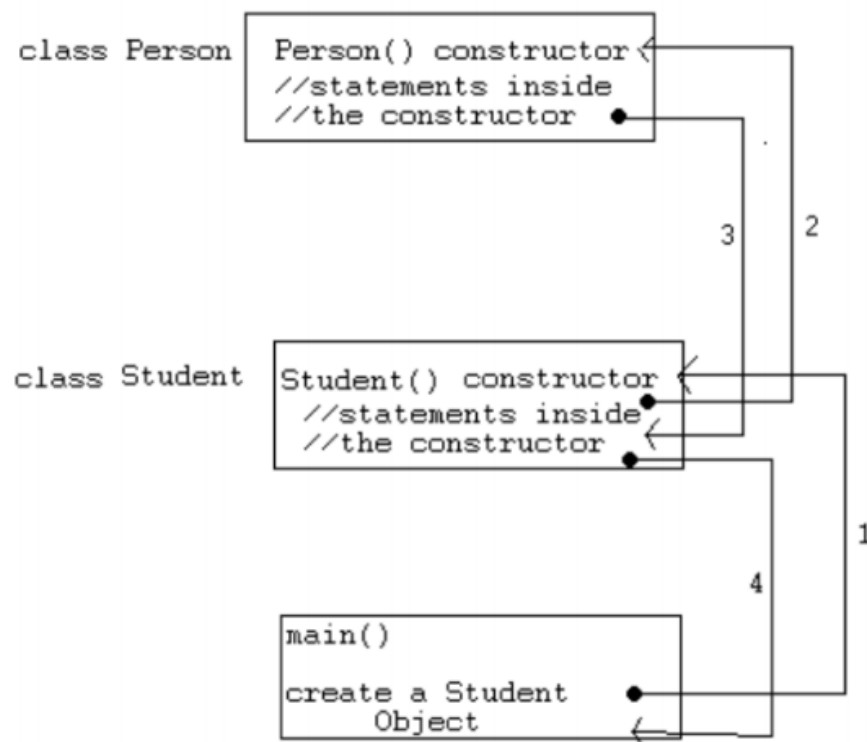 class Person
Person() constructor
//statements inside
//the constructor
3
2
class Student
Student() constructor
//statements inside
//the constructor
1
4
main()
create a Student
Object